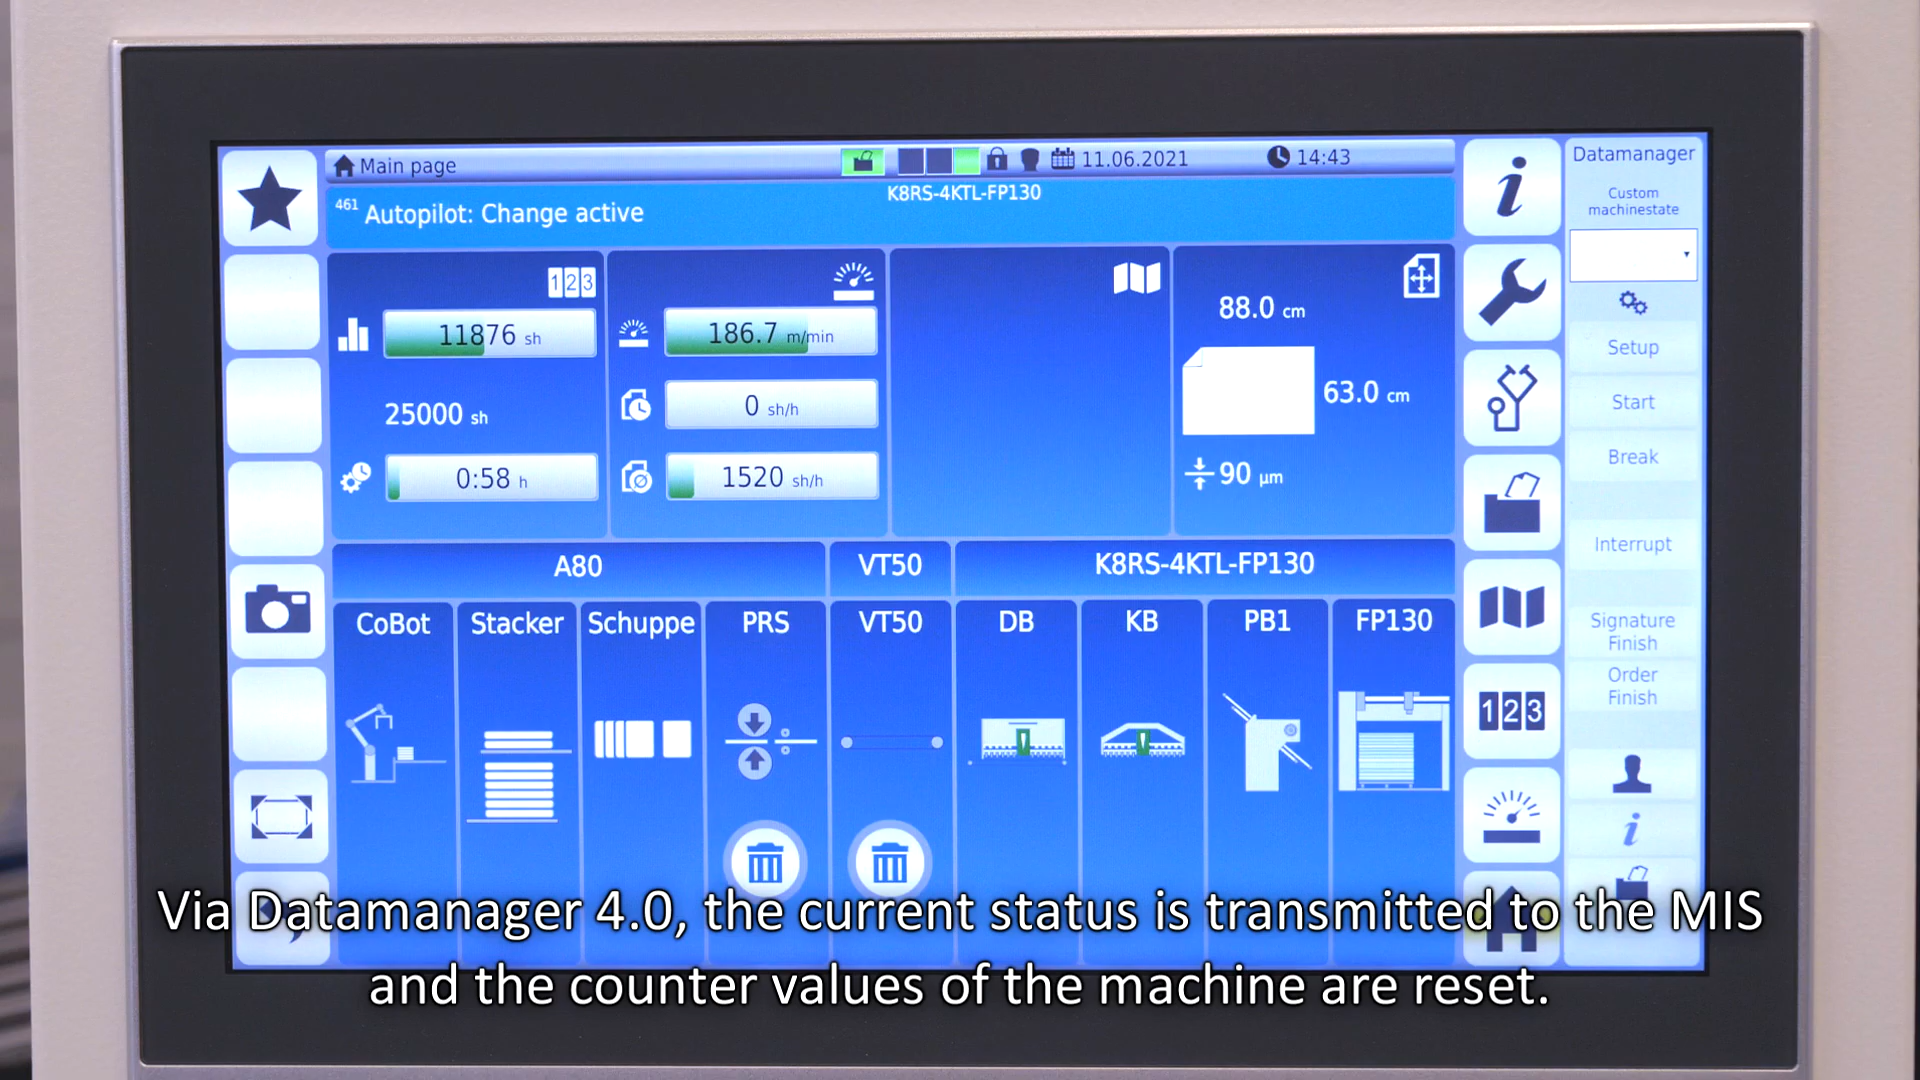 Main page
11.06.2021
14:43
K8RS-4KTL-FP130
461 Autopilot: Change active
123
11876 sh
25000 sh
0:58 h
186.7 m/min
0 sh/h
1520 sh/h
88.0 cm
63.0 cm
90 µm
A80
VT50
K8RS-4KTL-FP130
CoBot
Stacker
Schuppe
PRS
VT50
DB
KB
PB1
FP130
i
123
Datamanager
Custom
machinestate
Setup
Start
Break
Interrupt
Signature
Finish
Order
Finish
i
Via Datamanager 4.0, the current status is transmitted to the MIS
and the counter values of the machine are reset.